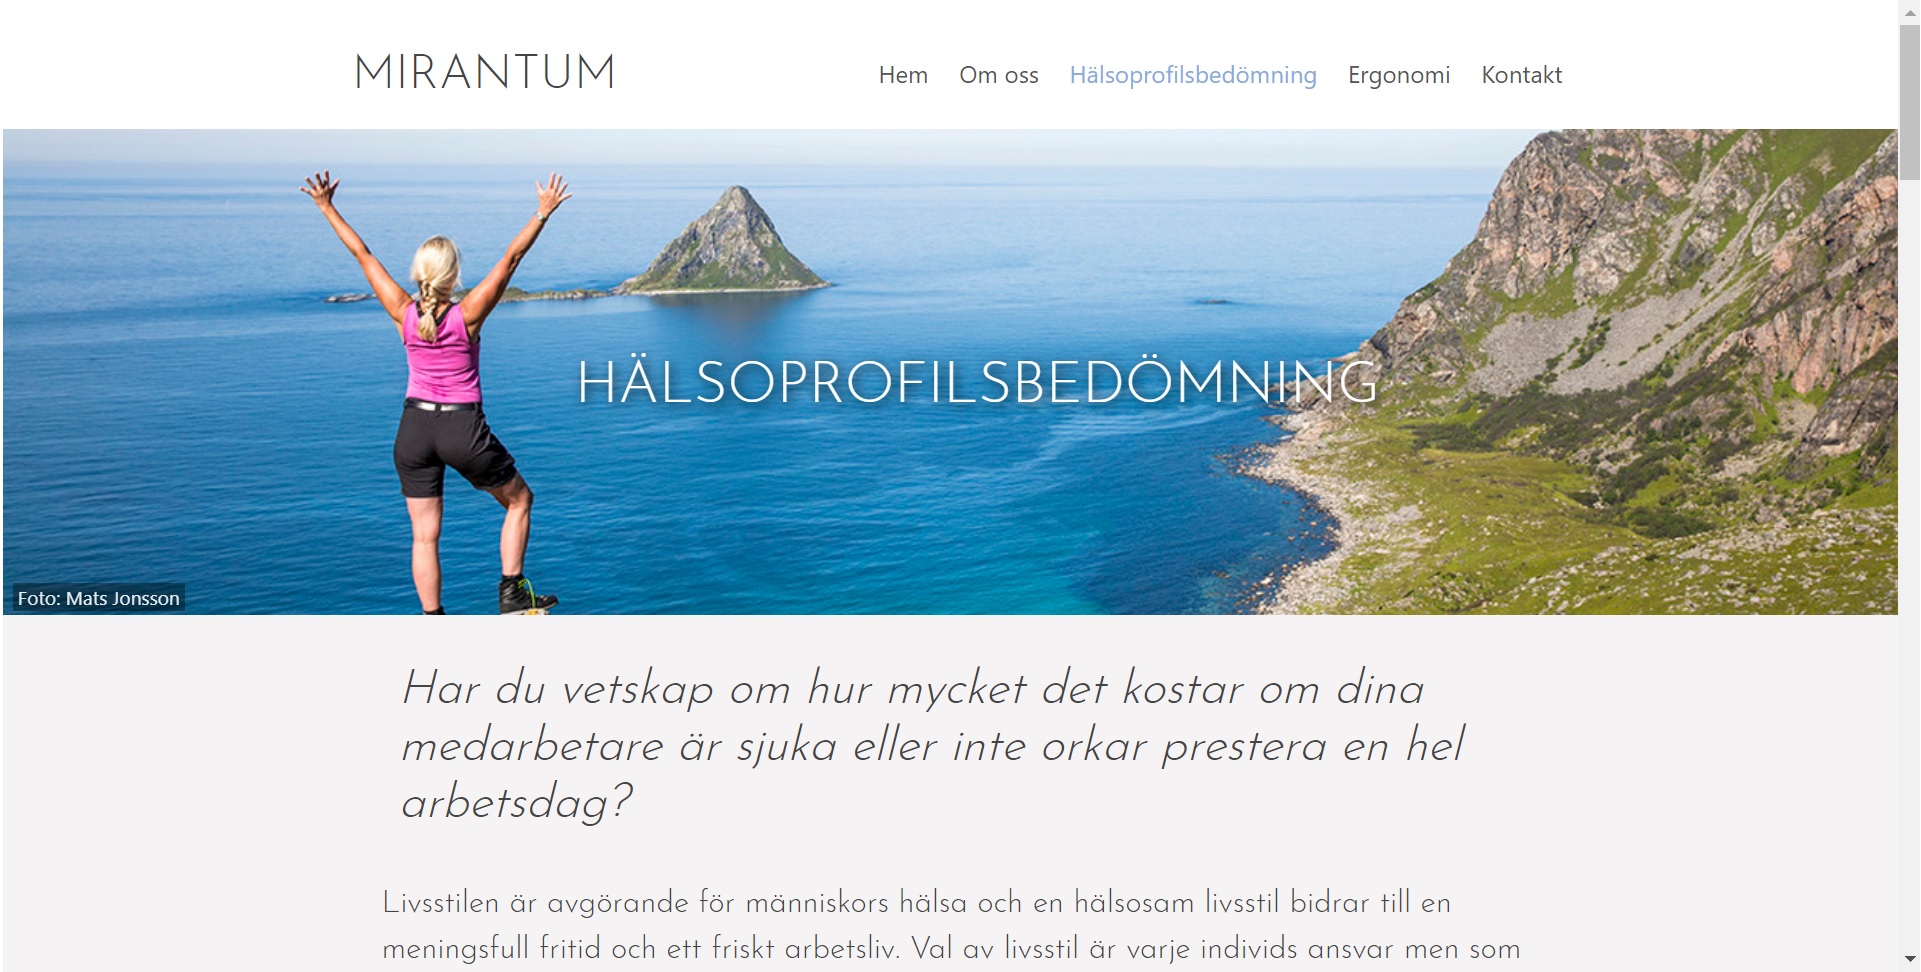 MIRANTUM
Hem Om oss Hälsoprofilsbedömning Ergonomi Kontakt
HÄLSOPROFILSBEDÖMNING
Foto: Mats Jonsson
Har du vetskap om hur mycket det kostar om dina
medarbetare är sjuka eller inte orkar prestera en hel
arbetsdag?
Livsstilen är avgörande för människors hälsa och en hälsosam livsstil bidrar till en
meningsfull fritid och ett friskt arbetsliv. Val av livsstil är varje individs ansvar men som